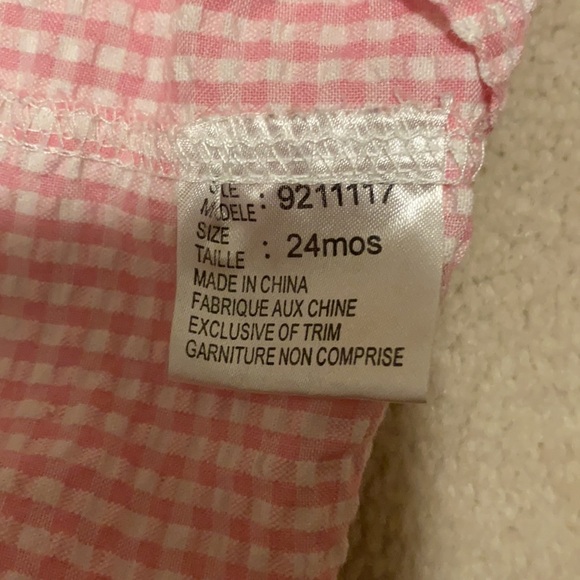 MODELE : 9211117
SIZE
TAILLE : 24mos
MADE IN CHINA
FABRIQUE AUX CHINE
EXCLUSIVE OF TRIM
GARNITURE NON COMPRISE